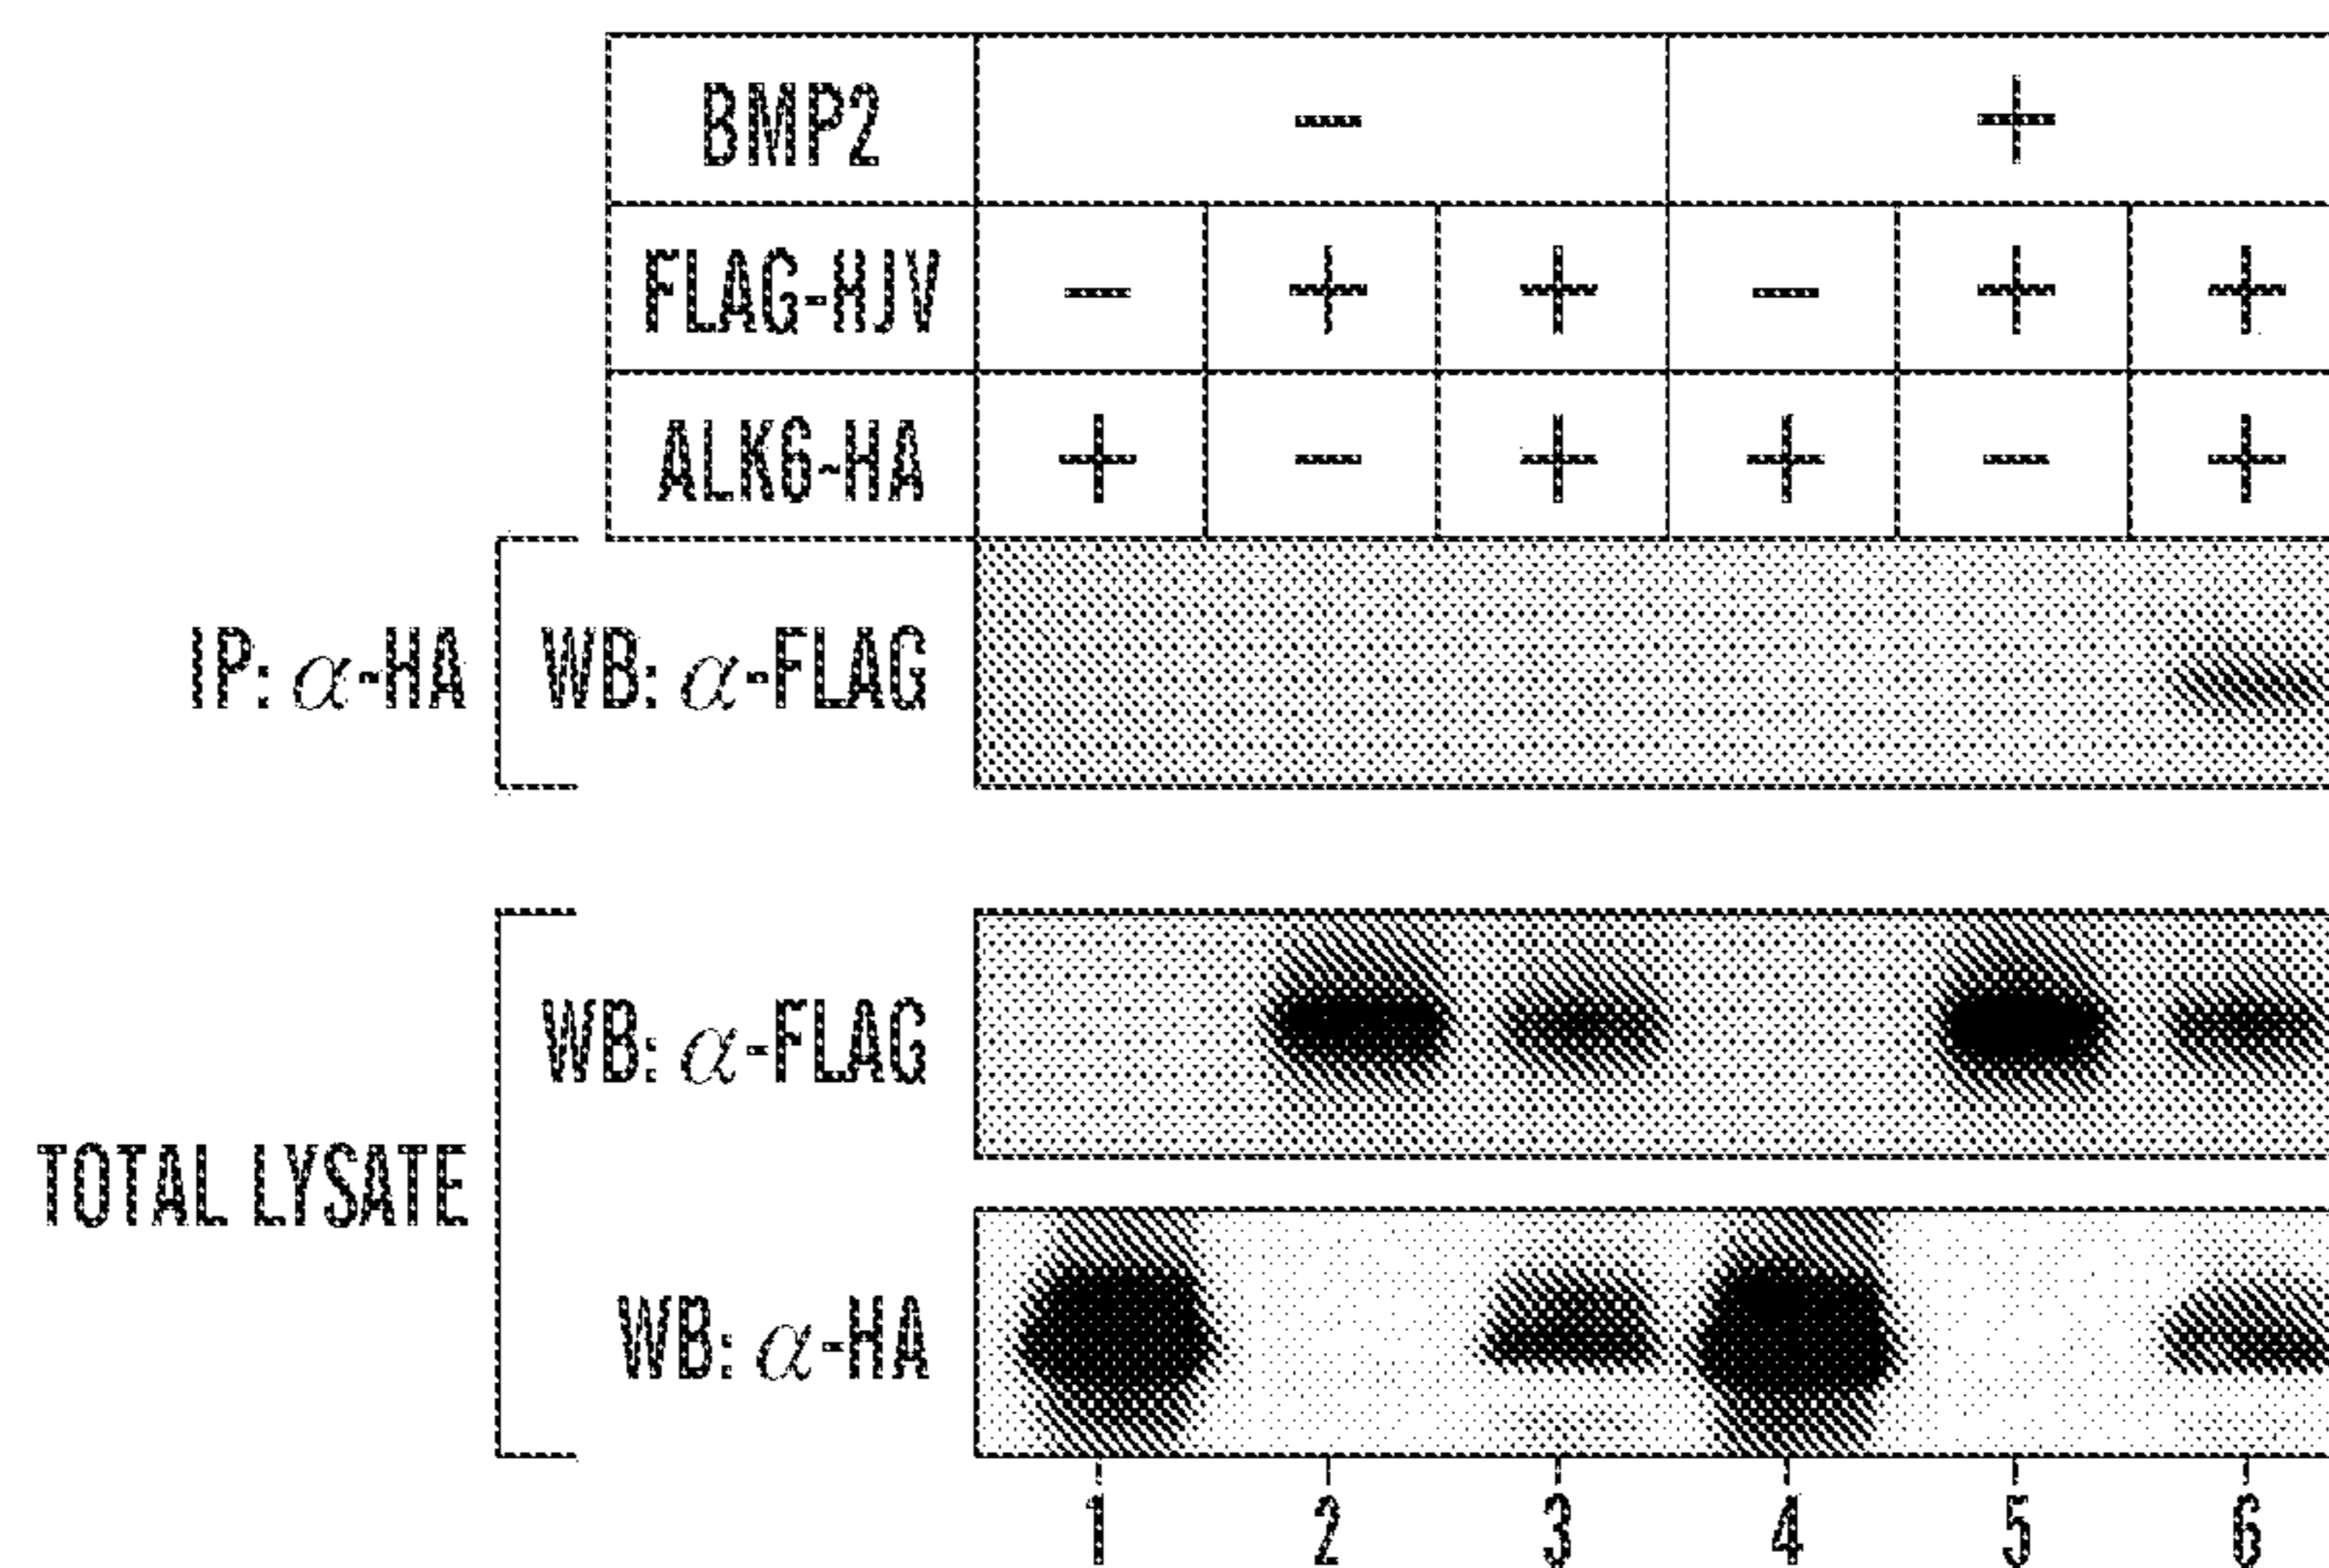 BMP2 — +
FLAG-HJV — + + — + +
ALK6-HA + — + + — +
IP: α-HA WB: α-FLAG
WB: α-FLAG
TOTAL LYSATE
WB: α-HA
1 2 3 4 5 6